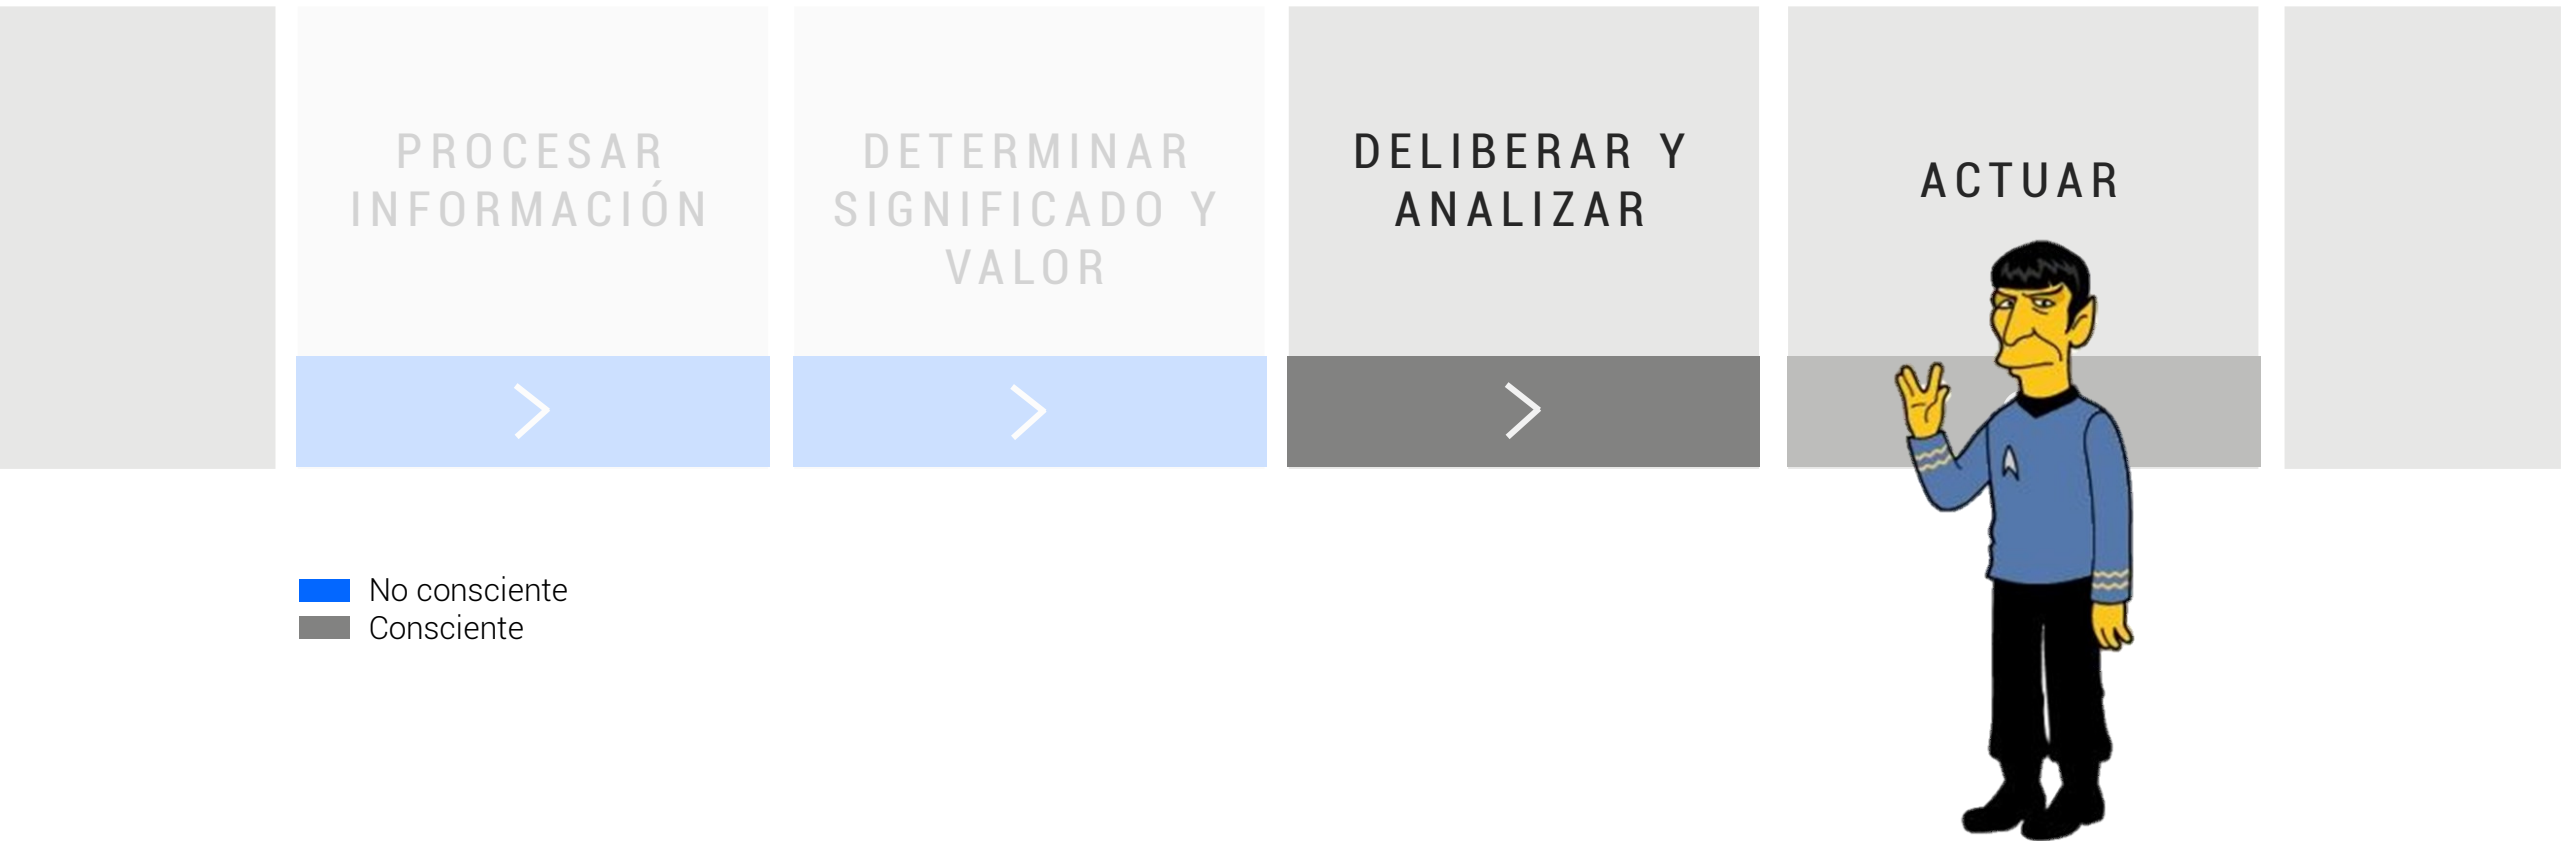 PROCESAR
INFORMACIÓN
DETERMINAR
SIGNIFICADO Y
VALOR
DELIBERAR Y
ANALIZAR
ACTUAR
No consciente
Consciente